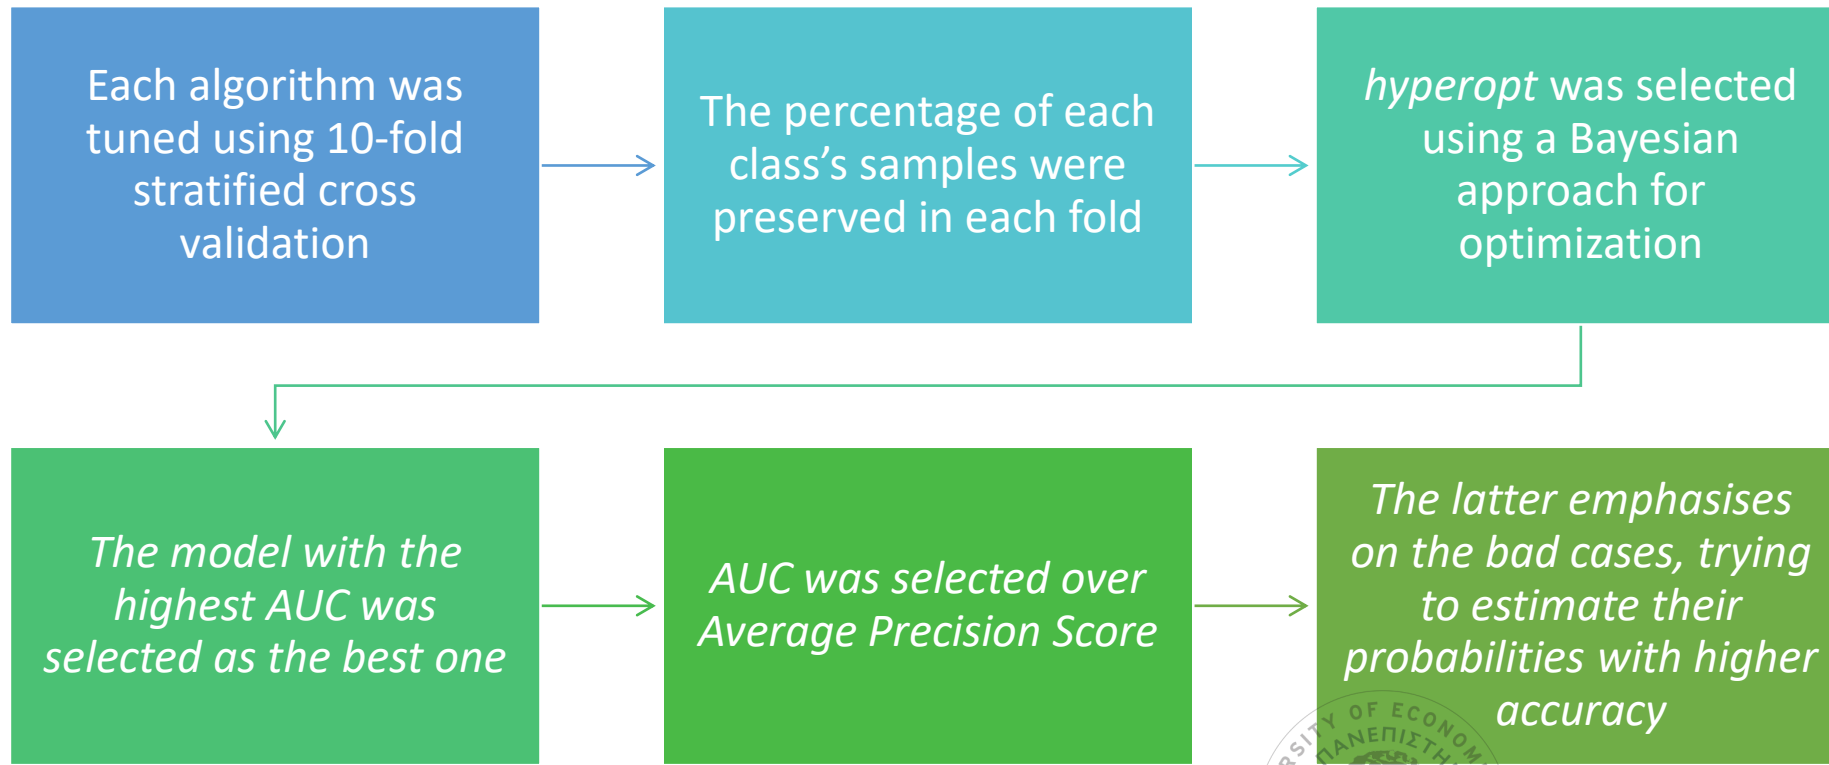 Each algorithm was
tuned using 10-fold
stratified cross
validation
The percentage of each
class’s samples were
preserved in each fold
hyperopt was selected
using a Bayesian
approach for
optimization
The model with the
highest AUC was
selected as the best one
AUC was selected over
Average Precision Score
The latter emphasises
on the bad cases, trying
to estimate their
probabilities with higher
accuracy
OF